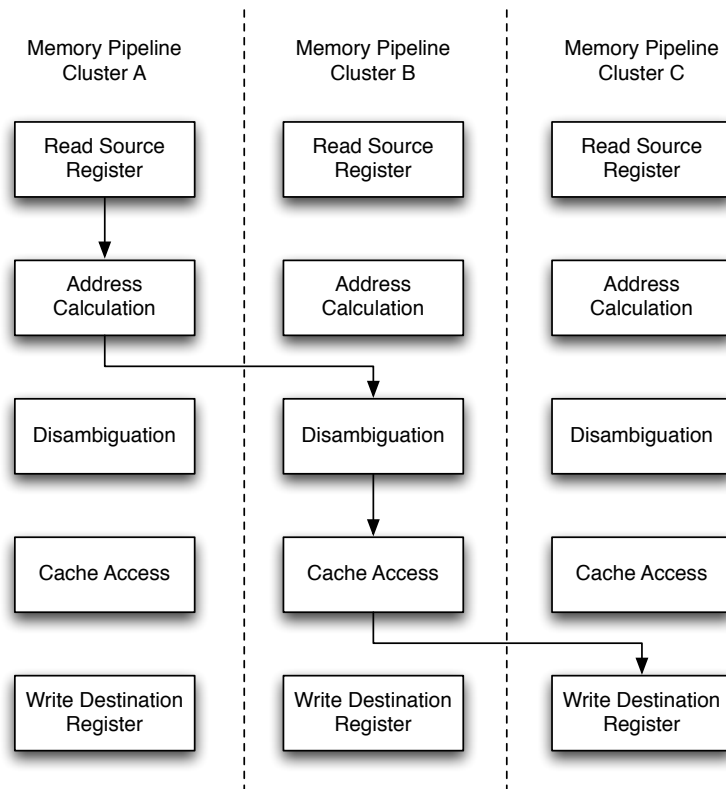 Memory Pipeline
Cluster A
Memory Pipeline
Cluster B
Memory Pipeline
Cluster C
Read Source
Register
Read Source
Register
Read Source
Register
Address
Calculation
Address
Calculation
Address
Calculation
Disambiguation
Disambiguation
Disambiguation
Cache Access
Cache Access
Cache Access
Write Destination
Register
Write Destination
Register
Write Destination
Register